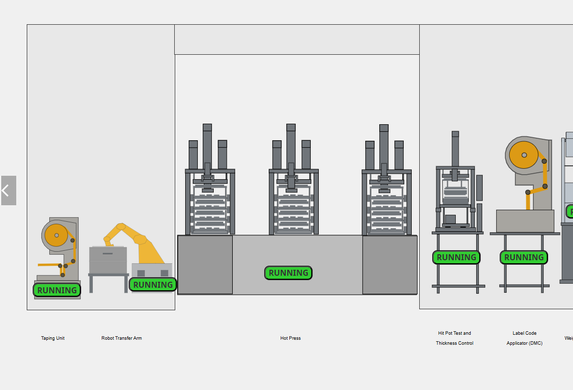 RUNNING
RUNNING
RUNNING
RUNNING
RUNNING
Taping Unit
Robot Transfer Arm
Hot Press
Hit Pot Test and
Thickness Control
Label Code
Applicator (DMC)